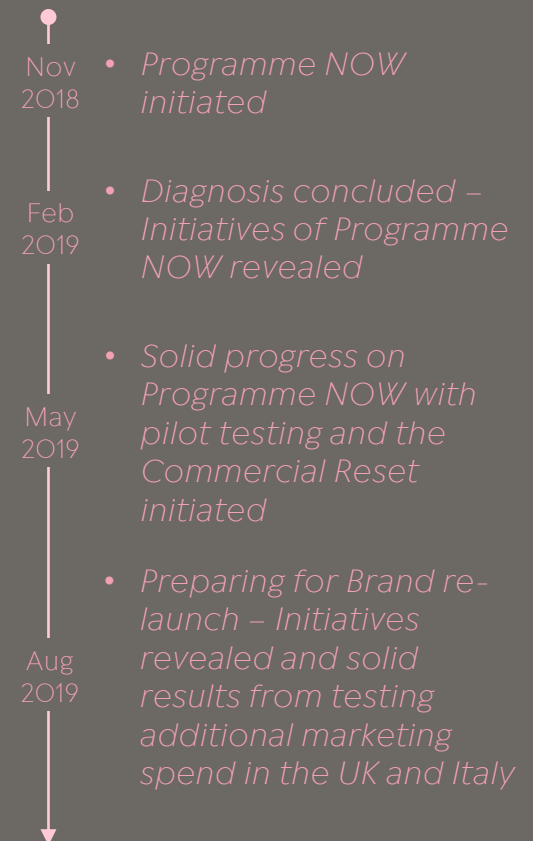 Nov
2018
• Programme NOW
initiated
Feb
2019
• Diagnosis concluded –
Initiatives of Programme
NOW revealed
May
2019
• Solid progress on
Programme NOW with
pilot testing and the
Commercial Reset
initiated
Aug
2019
• Preparing for Brand re-
launch – Initiatives
revealed and solid
results from testing
additional marketing
spend in the UK and Italy